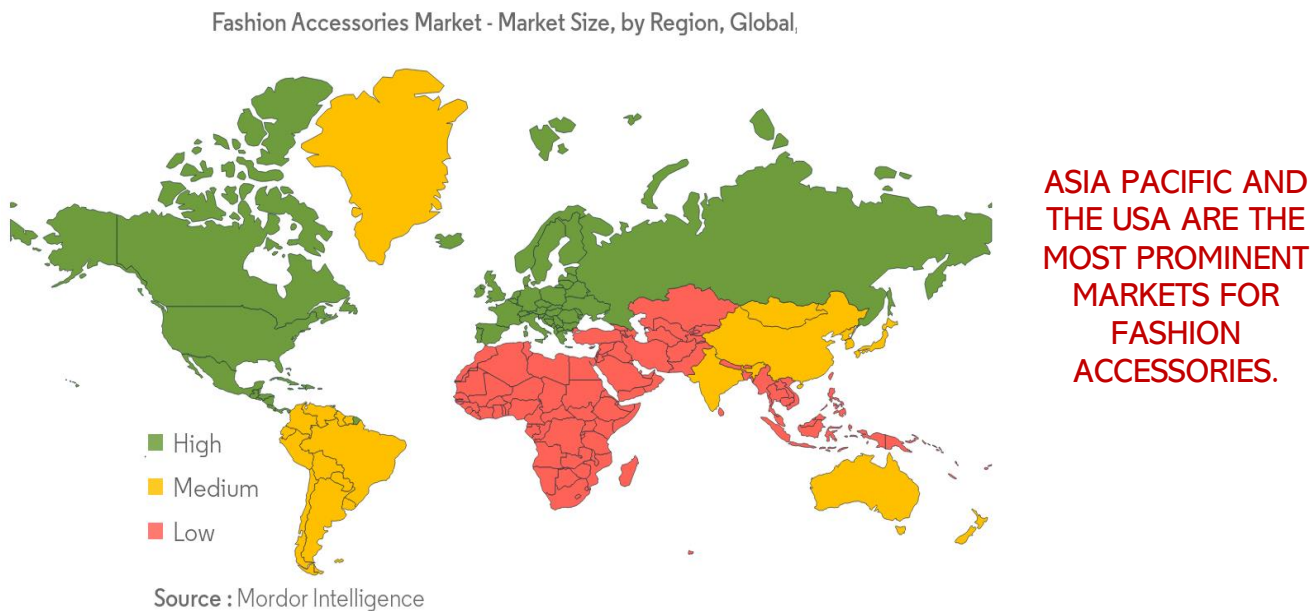 Fashion Accessories Market - Market Size, by Region, Global,
ASIA PACIFIC AND
THE USA ARE THE
MOST PROMINENT
MARKETS FOR
FASHION
ACCESSORIES.
High
Medium
Low
Source : Mordor Intelligence